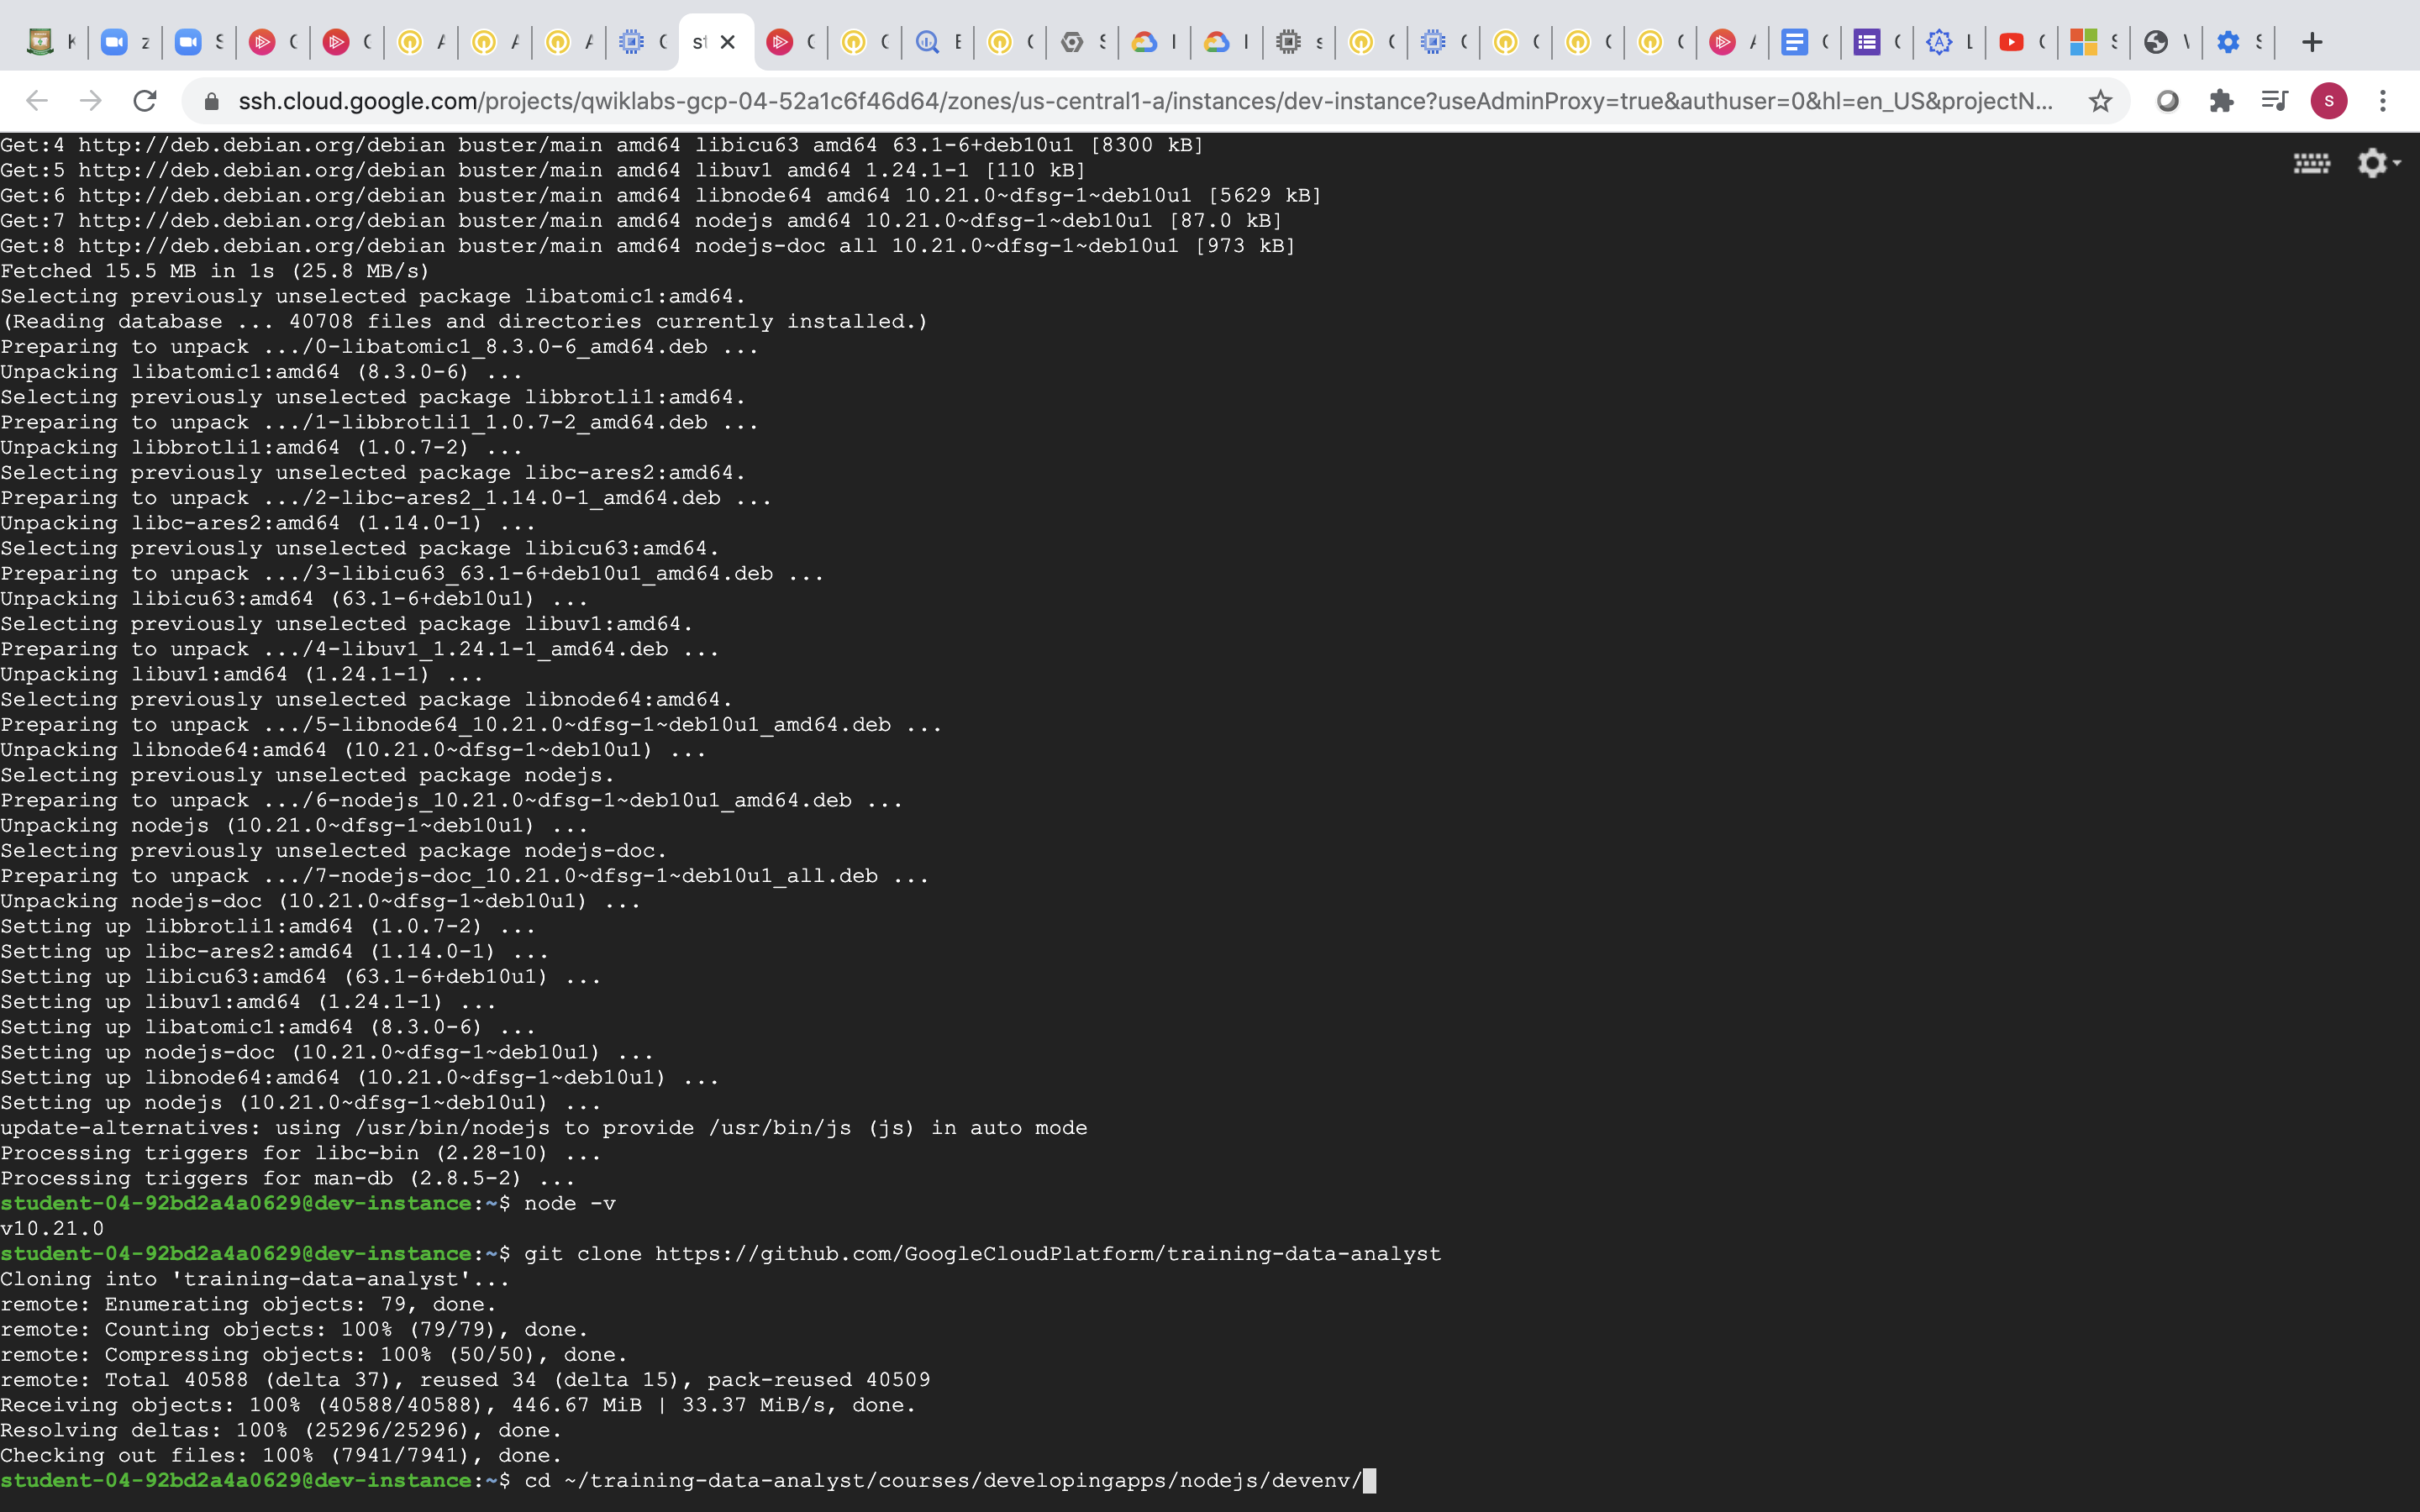 st
ssh.cloud.google.com/projects/qwiklabs-gcp-04-52a1c6f46d64/zones/us-central1-a/instances/dev-instance?useAdminProxy=true&authuser=0&hl=en_US&projectN...
S
Get:4 http://deb.debian.org/debian buster/main amd64 libicu63 amd64 63.1-6+deb10u1 [8300 kB]
Get:5 http://deb.debian.org/debian buster/main amd64 libuv1 amd64 1.24.1-1 [110 kB]
Get:6 http://deb.debian.org/debian buster/main amd64 libnode64 amd64 10.21.0~dfsg-1~deb10u1 [5629 kB]
Get:7 http://deb.debian.org/debian buster/main amd64 nodejs amd64 10.21.0~dfsg-1~deb10u1 [87.0 kB]
Get:8 http://deb.debian.org/debian buster/main amd64 nodejs-doc all 10.21.0~dfsg-1~deb10u1 [973 kB]
Fetched 15.5 MB in 1s (25.8 MB/s)
Selecting previously unselected package libatomic1:amd64.
(Reading database ... 40708 files and directories currently installed.)
Preparing to unpack .../0-libatomic1_8.3.0-6_amd64.deb ...
Unpacking libatomic1:amd64 (8.3.0-6) ...
Selecting previously unselected package libbrotli1:amd64.
Preparing to unpack .../1-libbrotli1_1.0.7-2_amd64.deb ...
Unpacking libbrotli1:amd64 (1.0.7-2) ...
Selecting previously unselected package libc-ares2:amd64.
Preparing to unpack .../2-libc-ares2_1.14.0-1_amd64.deb ...
Unpacking libc-ares2:amd64 (1.14.0-1) ...
Selecting previously unselected package libicu63:amd64.
Preparing to unpack .../3-libicu63_63.1-6+deb10u1_amd64.deb ...
Unpacking libicu63:amd64 (63.1-6+deb10u1) ...
Selecting previously unselected package libuv1:amd64.
Preparing to unpack .../4-libuv1_1.24.1-1_amd64.deb ...
Unpacking libuv1:amd64 (1.24.1-1) ...
Selecting previously unselected package libnode64:amd64.
Preparing to unpack .../5-libnode64_10.21.0~dfsg-1~deb10u1_amd64.deb ...
Unpacking libnode64:amd64 (10.21.0~dfsg-1~deb10u1) ...
Selecting previously unselected package nodejs.
Preparing to unpack .../6-nodejs_10.21.0~dfsg-1~deb10u1_amd64.deb ...
Unpacking nodejs (10.21.0~dfsg-1~deb10u1) ...
Selecting previously unselected package nodejs-doc.
Preparing to unpack .../7-nodejs-doc_10.21.0~dfsg-1~deb10u1_all.deb ...
Unpacking nodejs-doc (10.21.0~dfsg-1~deb10u1) ...
Setting up libbrotli1:amd64 (1.0.7-2) ...
Setting up libc-ares2:amd64 (1.14.0-1) ...
Setting up libicu63:amd64 (63.1-6+deb10u1) ...
Setting up libuv1:amd64 (1.24.1-1) ...
Setting up libatomic1:amd64 (8.3.0-6) ...
Setting up nodejs-doc (10.21.0~dfsg-1~deb10u1) ...
Setting up libnode64:amd64 (10.21.0~dfsg-1~deb10u1) ...
Setting up nodejs (10.21.0~dfsg-1~deb10u1) ...
update-alternatives: using /usr/bin/nodejs to provide /usr/bin/js (js) in auto mode
Processing triggers for libc-bin (2.28-10) ...
Processing triggers for man-db (2.8.5-2) ...
student-04-92bd2a4a0629@dev-instance:~$ node -v
v10.21.0
student-04-92bd2a4a0629@dev-instance:~$ git clone https://github.com/GoogleCloudPlatform/training-data-analyst
Cloning into 'training-data-analyst'...
remote: Enumerating objects: 79, done.
remote: Counting objects: 100% (79/79), done.
remote: Compressing objects: 100% (50/50), done.
remote: Total 40588 (delta 37), reused 34 (delta 15), pack-reused 40509
Receiving objects: 100% (40588/40588), 446.67 MiB | 33.37 MiB/s, done.
Resolving deltas: 100% (25296/25296), done.
Checking out files: 100% (7941/7941), done.
student-04-92bd2a4a0629@dev-instance:~$ cd ~/training-data-analyst/courses/developingapps/nodejs/devenv/